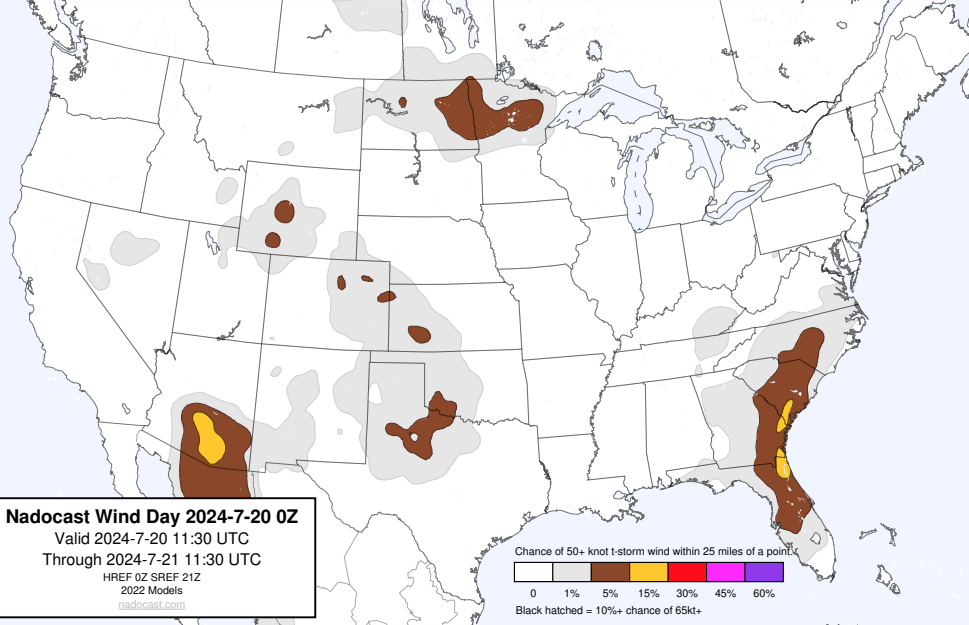 Nadocast Wind Day 2024-7-20 0Z
Valid 2024-7-20 11:30 UTC
Through 2024-7-21 11:30 UTC
HREF 0Z SREF 21Z
2022 Models
nadocast.com
Chance of 50+ knot t-storm wind within 25 miles of a point.
0 1% 5% 15% 30% 45% 60%
Black hatched = 10%+ chance of 65kt+